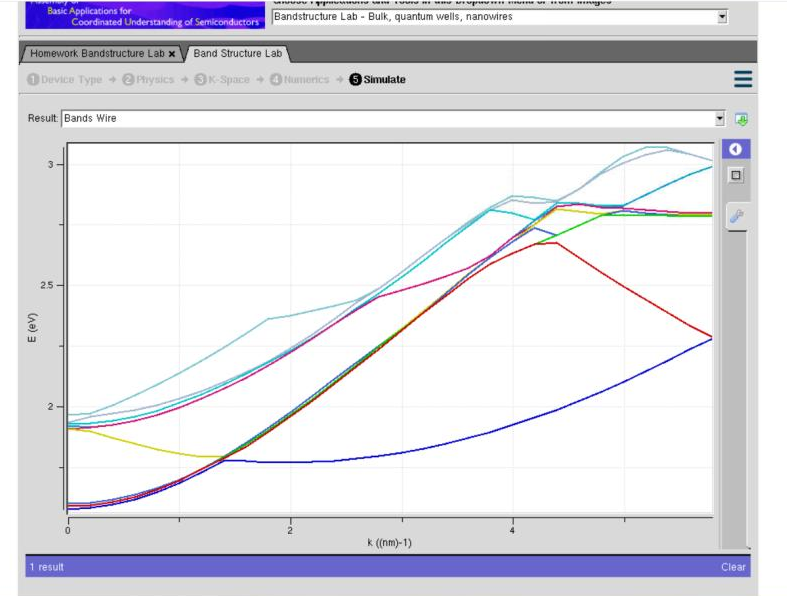 Assembly of
Basic Applications for
Coordinated Understanding of Semiconductors
Bandstructure Lab - Bulk, quantum wells, nanowires
Homework Bandstructure Lab x
Band Structure Lab
1 Device Type → 2 Physics → 3 K-Space → 4 Numerics → 5 Simulate
Result: Bands Wire
3
2.5
2
E (eV)
0 2 4
k ((nm)-1)
1 result Clear